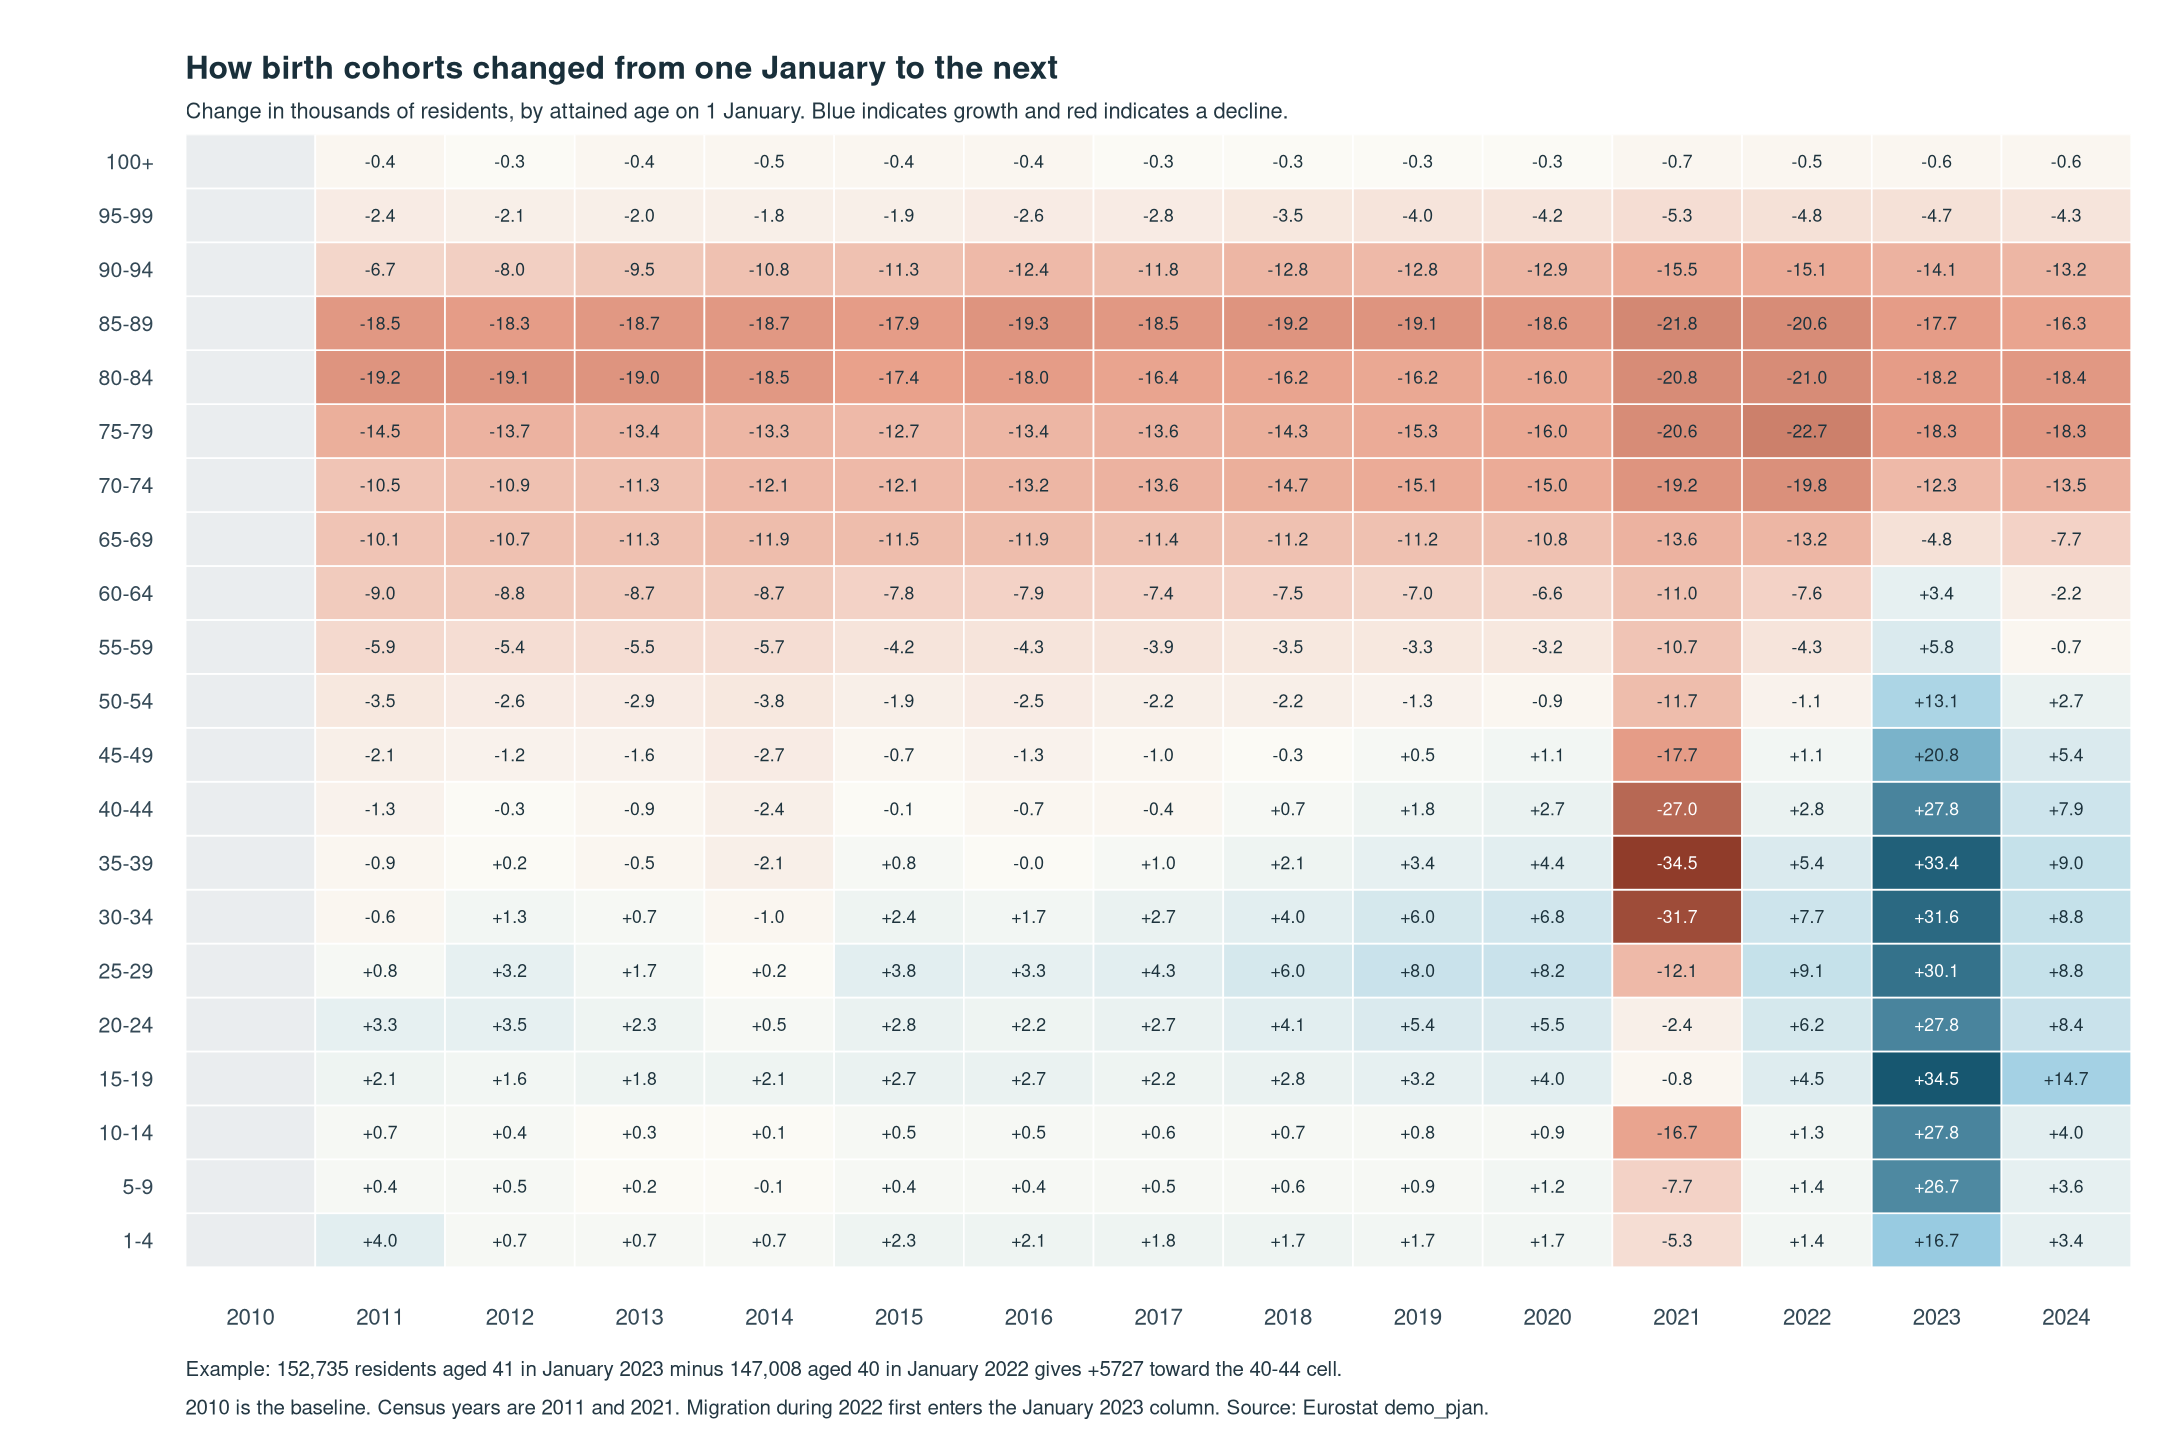 How birth cohorts changed from one January to the next
Change in thousands of residents, by attained age on 1 January. Blue indicates growth and red indicates a decline.
100+ -0.4 -0.3 -0.4 -0.5 -0.4 -0.4 -0.3 -0.3 -0.3 -0.3 -0.7 -0.5 -0.6 -0.6
95-99 -2.4 -2.1 -2.0 -1.8 -1.9 -2.6 -2.8 -3.5 -4.0 -4.2 -5.3 -4.8 -4.7 -4.3
90-94 -6.7 -8.0 -9.5 -10.8 -11.3 -12.4 -11.8 -12.8 -12.8 -12.9 -15.5 -15.1 -14.1 -13.2
85-89 -18.5 -18.3 -18.7 -18.7 -17.9 -19.3 -18.5 -19.2 -19.1 -18.6 -21.8 -20.6 -17.7 -16.3
80-84 -19.2 -19.1 -19.0 -18.5 -17.4 -18.0 -16.4 -16.2 -16.2 -16.0 -20.8 -21.0 -18.2 -18.4
75-79 -14.5 -13.7 -13.4 -13.3 -12.7 -13.4 -13.6 -14.3 -15.3 -16.0 -20.6 -22.7 -18.3 -18.3
70-74 -10.5 -10.9 -11.3 -12.1 -12.1 -13.2 -13.6 -14.7 -15.1 -15.0 -19.2 -19.8 -12.3 -13.5
65-69 -10.1 -10.7 -11.3 -11.9 -11.5 -11.9 -11.4 -11.2 -11.2 -10.8 -13.6 -13.2 -4.8 -7.7
60-64 -9.0 -8.8 -8.7 -8.7 -7.8 -7.9 -7.4 -7.5 -7.0 -6.6 -11.0 -7.6 +3.4 -2.2
55-59 -5.9 -5.4 -5.5 -5.7 -4.2 -4.3 -3.9 -3.5 -3.3 -3.2 -10.7 -4.3 +5.8 -0.7
50-54 -3.5 -2.6 -2.9 -3.8 -1.9 -2.5 -2.2 -2.2 -1.3 -0.9 -11.7 -1.1 +13.1 +2.7
45-49 -2.1 -1.2 -1.6 -2.7 -0.7 -1.3 -1.0 -0.3 +0.5 +1.1 -17.7 +1.1 +20.8 +5.4
40-44 -1.3 -0.3 -0.9 -2.4 -0.1 -0.7 -0.4 +0.7 +1.8 +2.7 -27.0 +2.8 +27.8 +7.9
35-39 -0.9 +0.2 -0.5 -2.1 +0.8 -0.0 +1.0 +2.1 +3.4 +4.4 -34.5 +5.4 +33.4 +9.0
30-34 -0.6 +1.3 +0.7 -1.0 +2.4 +1.7 +2.7 +4.0 +6.0 +6.8 -31.7 +7.7 +31.6 +8.8
25-29 +0.8 +3.2 +1.7 +0.2 +3.8 +3.3 +4.3 +6.0 +8.0 +8.2 -12.1 +9.1 +30.1 +8.8
20-24 +3.3 +3.5 +2.3 +0.5 +2.8 +2.2 +2.7 +4.1 +5.4 +5.5 -2.4 +6.2 +27.8 +8.4
15-19 +2.1 +1.6 +1.8 +2.1 +2.7 +2.7 +2.2 +2.8 +3.2 +4.0 -0.8 +4.5 +34.5 +14.7
10-14 +0.7 +0.4 +0.3 +0.1 +0.5 +0.5 +0.6 +0.7 +0.8 +0.9 -16.7 +1.3 +27.8 +4.0
5-9 +0.4 +0.5 +0.2 -0.1 +0.4 +0.4 +0.5 +0.6 +0.9 +1.2 -7.7 +1.4 +26.7 +3.6
1-4 +4.0 +0.7 +0.7 +0.7 +2.3 +2.1 +1.8 +1.7 +1.7 +1.7 -5.3 +1.4 +16.7 +3.4
2010 2011 2012 2013 2014 2015 2016 2017 2018 2019 2020 2021 2022 2023 2024
Example: 152,735 residents aged 41 in January 2023 minus 147,008 aged 40 in January 2022 gives +5727 toward the 40-44 cell.
2010 is the baseline. Census years are 2011 and 2021. Migration during 2022 first enters the January 2023 column. Source: Eurostat demo_pjan.